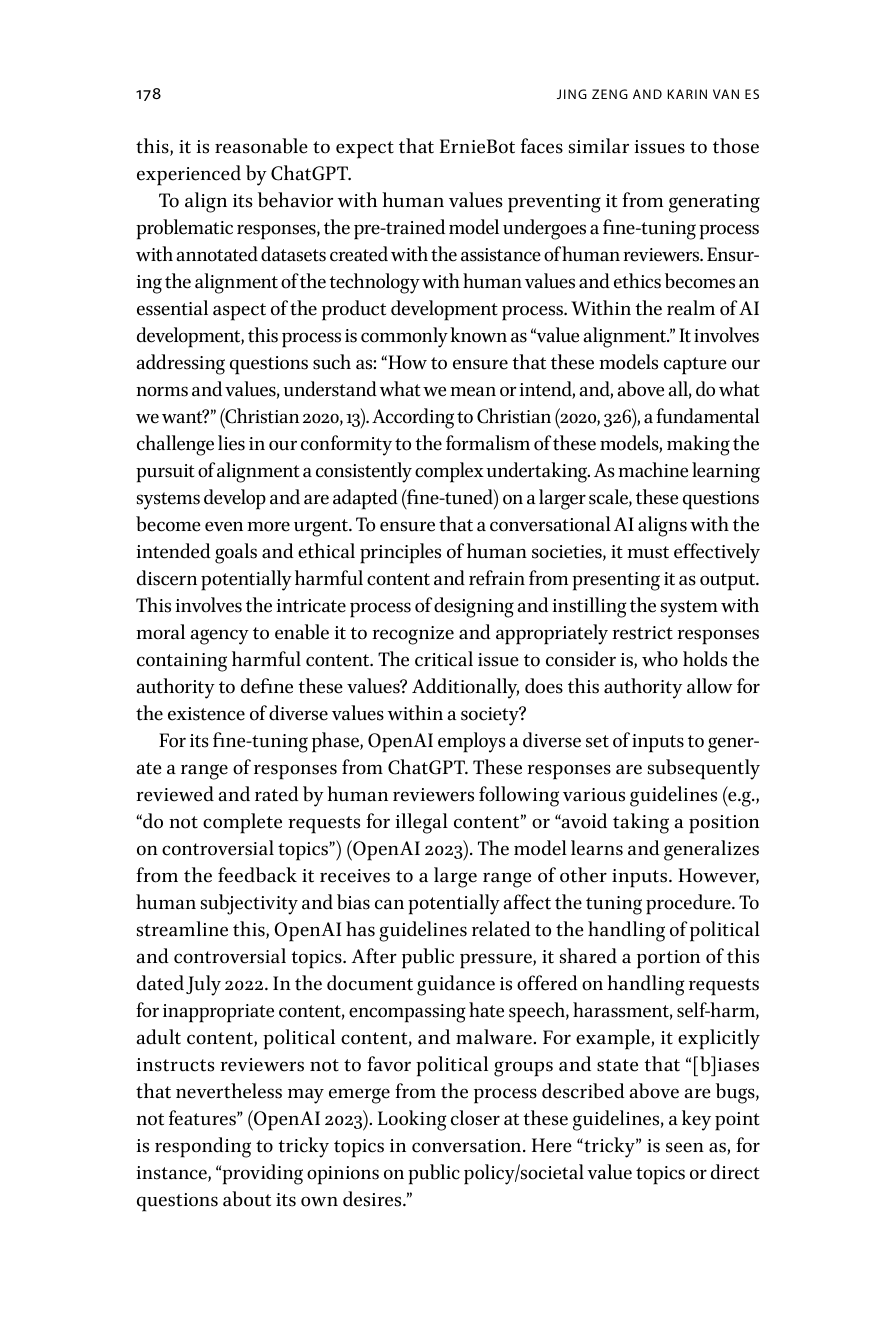 178
JING ZENG AND KARIN VAN ES
this, it is reasonable to expect that ErnieBot faces similar issues to those
experienced by ChatGPT.
To align its behavior with human values preventing it from generating
problematic responses, the pre-trained model undergoes a fine-tuning process
with annotated datasets created with the assistance of human reviewers. Ensur-
ing the alignment of the technology with human values and ethics becomes an
essential aspect of the product development process. Within the realm of AI
development, this process is commonly known as “value alignment.” It involves
addressing questions such as: “How to ensure that these models capture our
norms and values, understand what we mean or intend, and, above all, do what
we want?” (Christian 2020, 13). According to Christian (2020, 326), a fundamental
challenge lies in our conformity to the formalism of these models, making the
pursuit of alignment a consistently complex undertaking. As machine learning
systems develop and are adapted (fine-tuned) on a larger scale, these questions
become even more urgent. To ensure that a conversational AI aligns with the
intended goals and ethical principles of human societies, it must effectively
discern potentially harmful content and refrain from presenting it as output.
This involves the intricate process of designing and instilling the system with
moral agency to enable it to recognize and appropriately restrict responses
containing harmful content. The critical issue to consider is, who holds the
authority to define these values? Additionally, does this authority allow for
the existence of diverse values within a society?
For its fine-tuning phase, OpenAI employs a diverse set of inputs to gener-
ate a range of responses from ChatGPT. These responses are subsequently
reviewed and rated by human reviewers following various guidelines (e.g.,
“do not complete requests for illegal content” or “avoid taking a position
on controversial topics”) (OpenAI 2023). The model learns and generalizes
from the feedback it receives to a large range of other inputs. However,
human subjectivity and bias can potentially affect the tuning procedure. To
streamline this, OpenAI has guidelines related to the handling of political
and controversial topics. After public pressure, it shared a portion of this
dated July 2022. In the document guidance is offered on handling requests
for inappropriate content, encompassing hate speech, harassment, self-harm,
adult content, political content, and malware. For example, it explicitly
instructs reviewers not to favor political groups and state that “[b]iases
that nevertheless may emerge from the process described above are bugs,
not features” (OpenAI 2023). Looking closer at these guidelines, a key point
is responding to tricky topics in conversation. Here “tricky” is seen as, for
instance, “providing opinions on public policy/societal value topics or direct
questions about its own desires.”